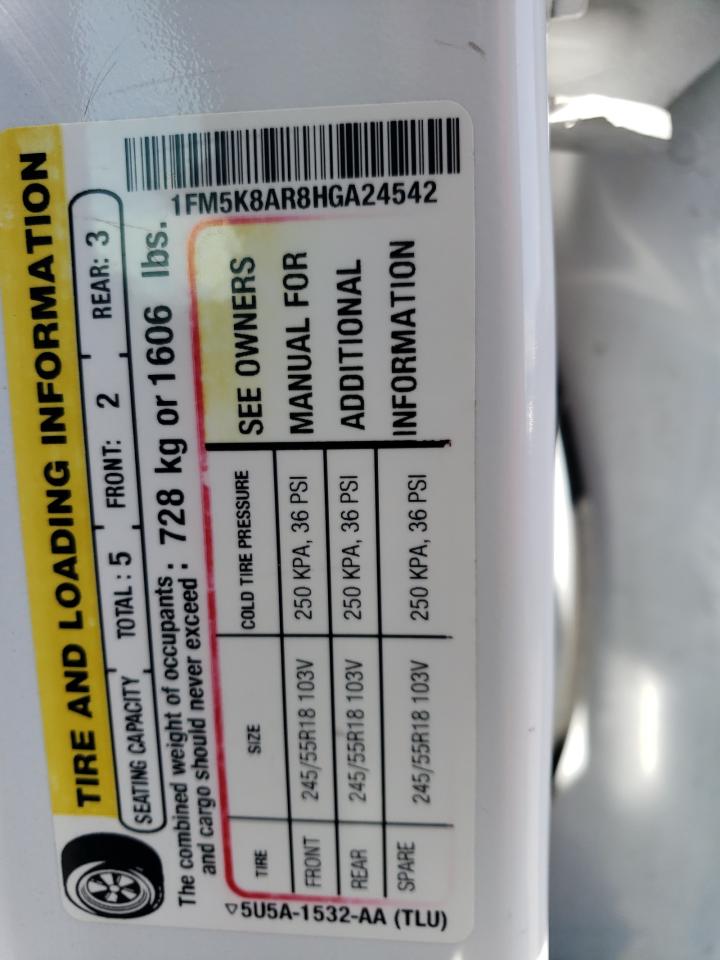 TIRE AND LOADING INFORMATION
SEATING CAPACITY TOTAL : 5 FRONT: 2 REAR: 3
The combined weight of occupants : 728 kg or 1606 lbs.
and cargo should never exceed
TIRE SIZE COLD TIRE PRESSURE
FRONT 245/55R18 103V 250 KPA, 36 PSI
REAR 245/55R18 103V 250 KPA, 36 PSI
SPARE 245/55R18 103V 250 KPA, 36 PSI
SEE OWNERS
MANUAL FOR
ADDITIONAL
INFORMATION
1FM5K8AR8HGA24542
▽5U5A-1532-AA (TLU)